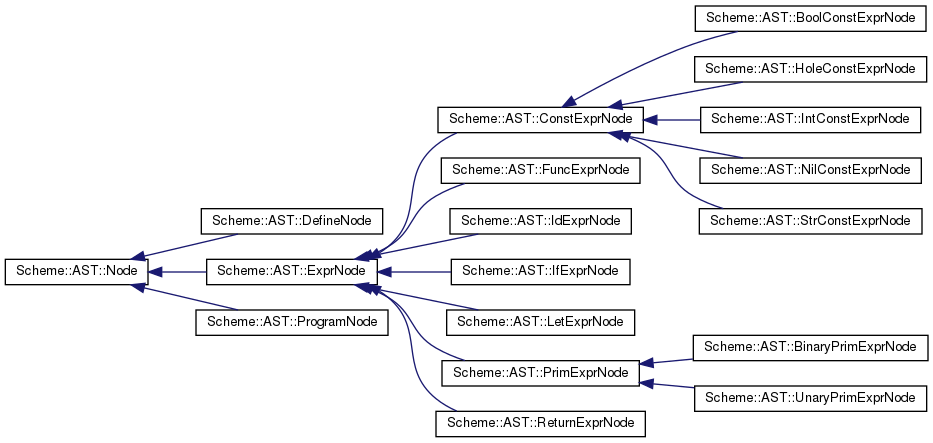 Scheme::AST::BoolConstExprNode
Scheme::AST::HoleConstExprNode
Scheme::AST::ConstExprNode
Scheme::AST::IntConstExprNode
Scheme::AST::FuncExprNode
Scheme::AST::NilConstExprNode
Scheme::AST::DefineNode
Scheme::AST::IdExprNode
Scheme::AST::StrConstExprNode
Scheme::AST::Node
Scheme::AST::ExprNode
Scheme::AST::IfExprNode
Scheme::AST::ProgramNode
Scheme::AST::LetExprNode
Scheme::AST::BinaryPrimExprNode
Scheme::AST::PrimExprNode
Scheme::AST::UnaryPrimExprNode
Scheme::AST::ReturnExprNode